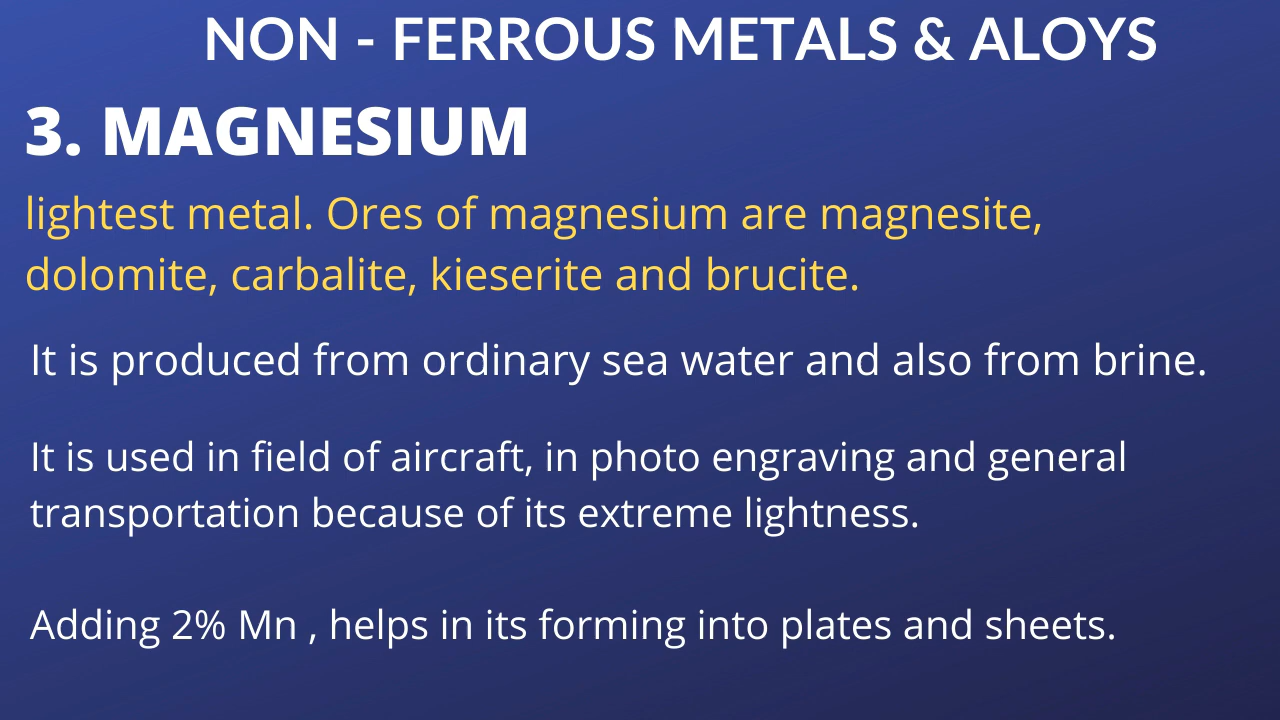 NON - FERROUS METALS & ALOYS
3. MAGNESIUM
lightest metal. Ores of magnesium are magnesite,
dolomite, carbalite, kieserite and brucite.
It is produced from ordinary sea water and also from brine.
It is used in field of aircraft, in photo engraving and general
transportation because of its extreme lightness.
Adding 2% Mn , helps in its forming into plates and sheets.